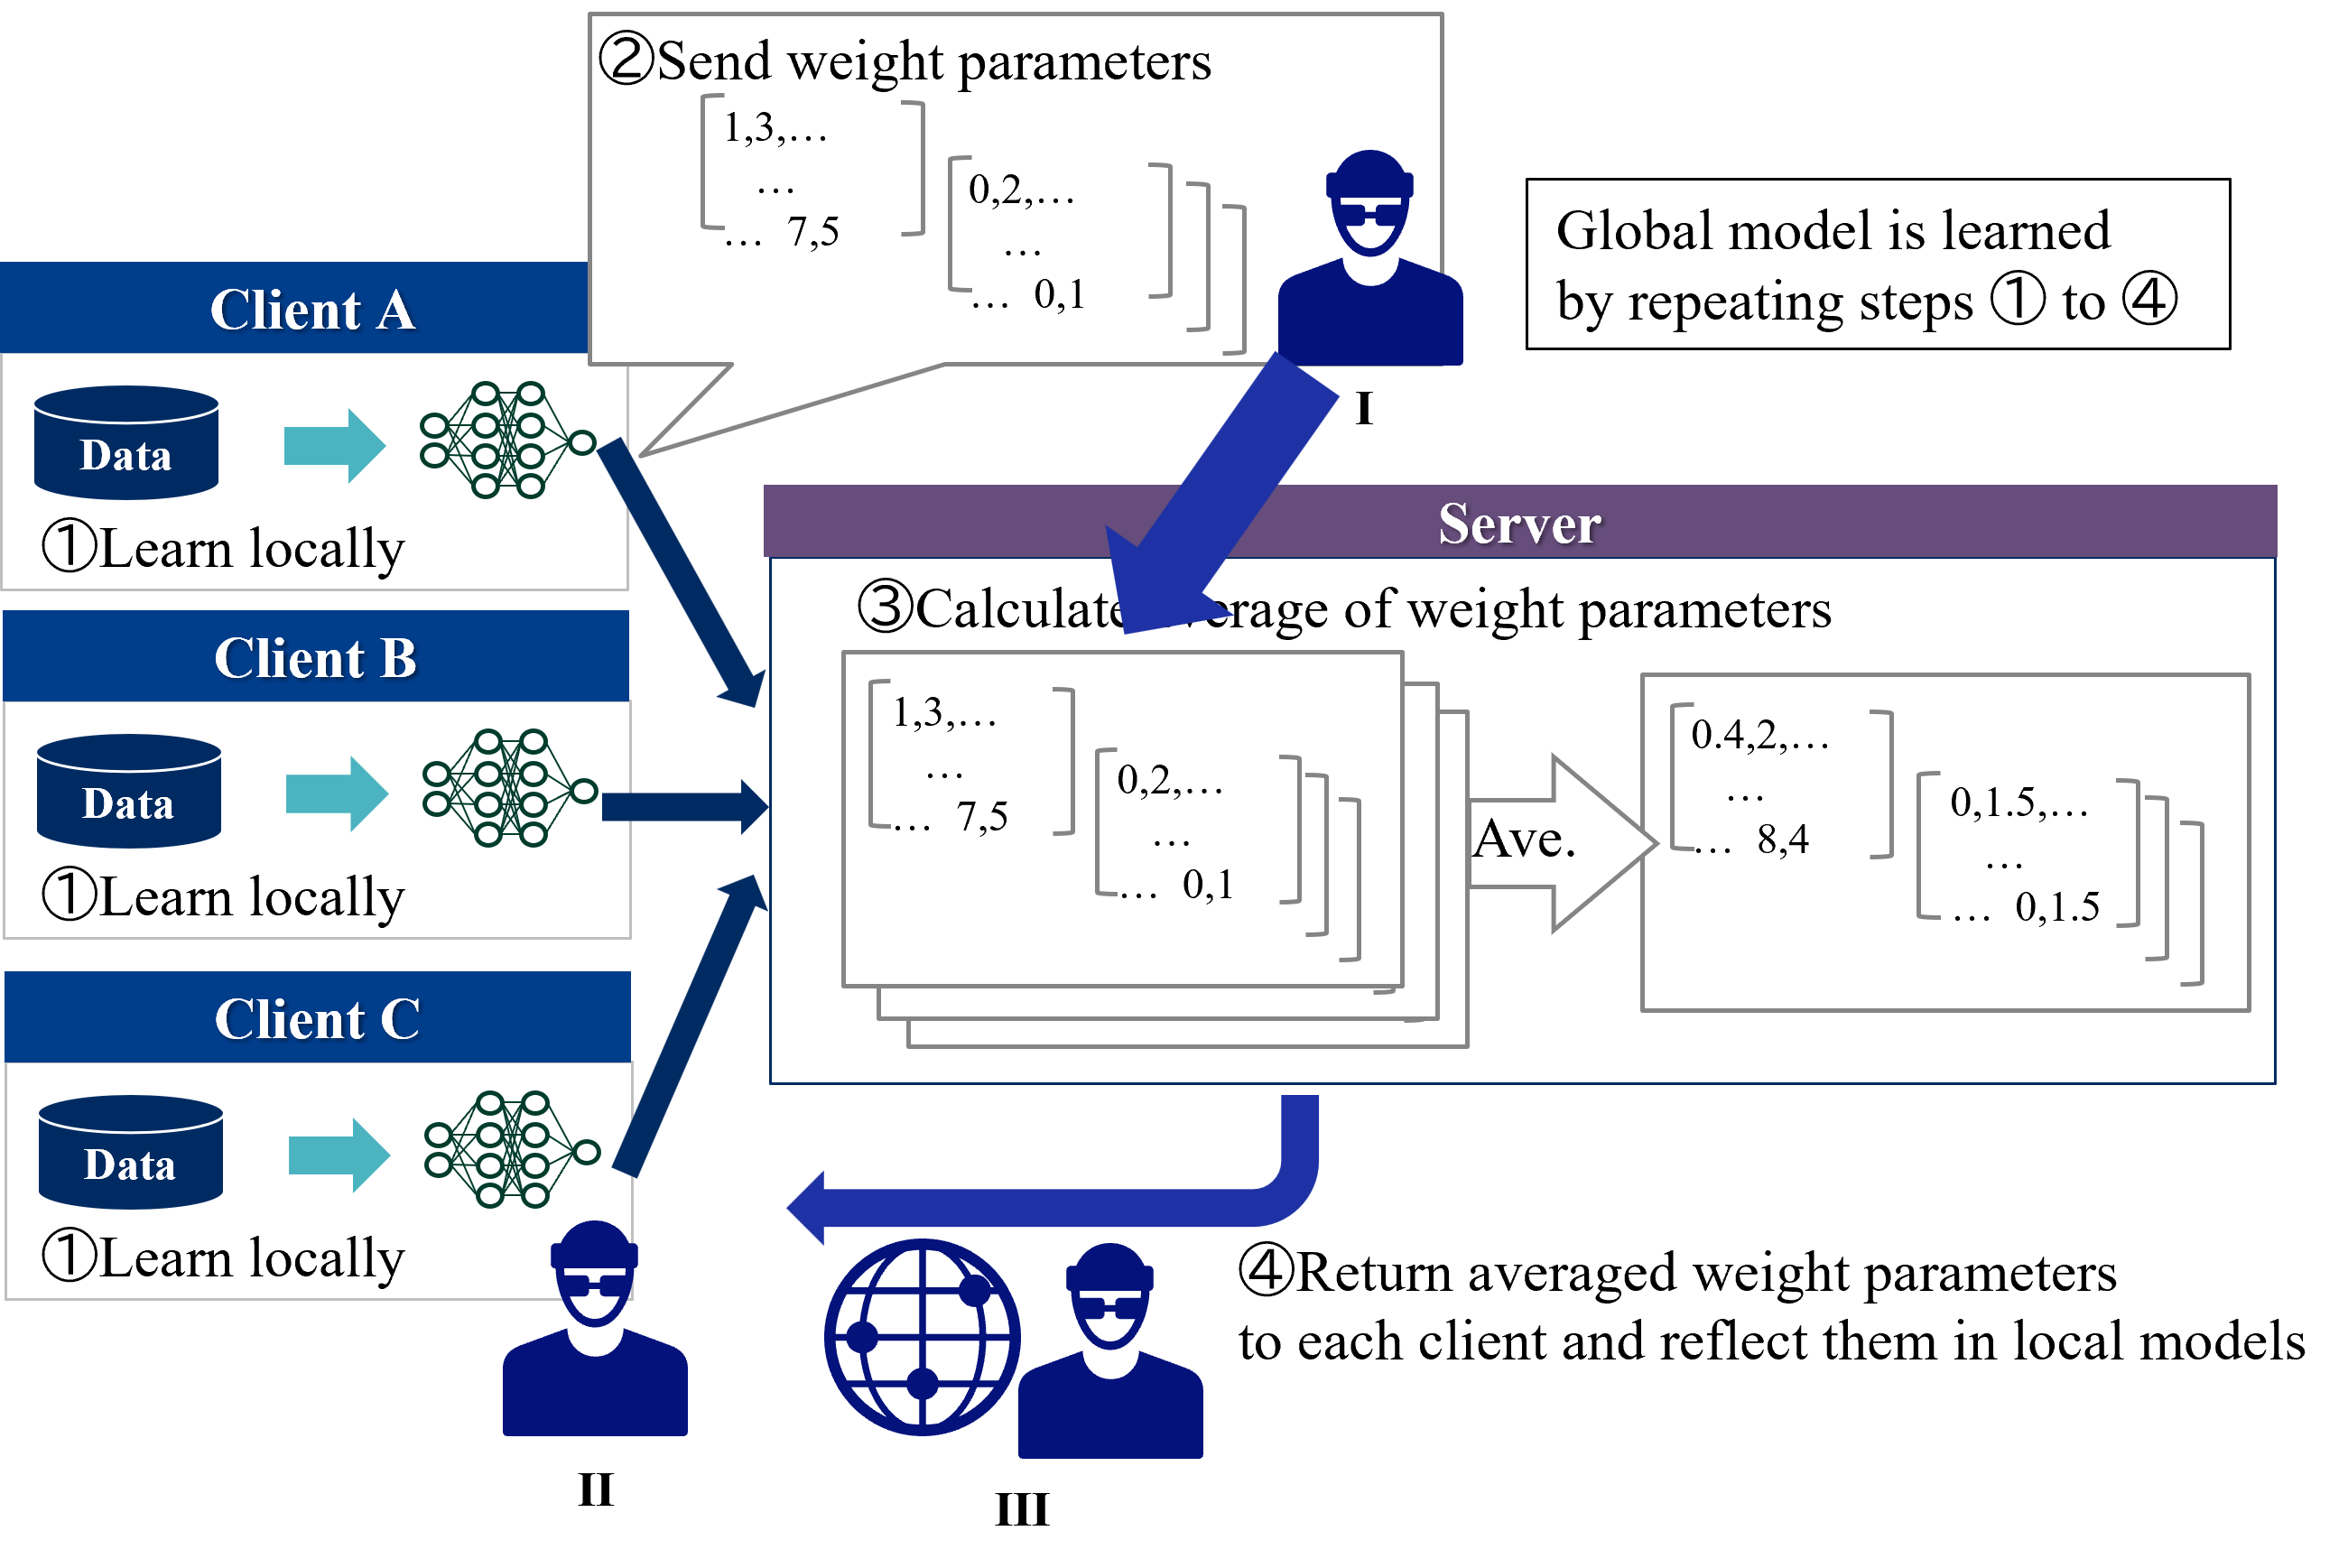 ②Send weight parameters
1,3,…
…
… 7,5
0,2,…
…
… 0,1
I
Global model is learned
by repeating steps ① to ④
Client A
Data
①Learn locally
Client B
Data
①Learn locally
Client C
Data
①Learn locally
II
Server
③Calculate average of weight parameters
1,3,…
…
… 7,5
0,2,…
…
… 0,1
Ave.
0.4,2,…
…
… 8,4
0,1.5,…
…
… 0,1.5
III
④Return averaged weight parameters
to each client and reflect them in local models